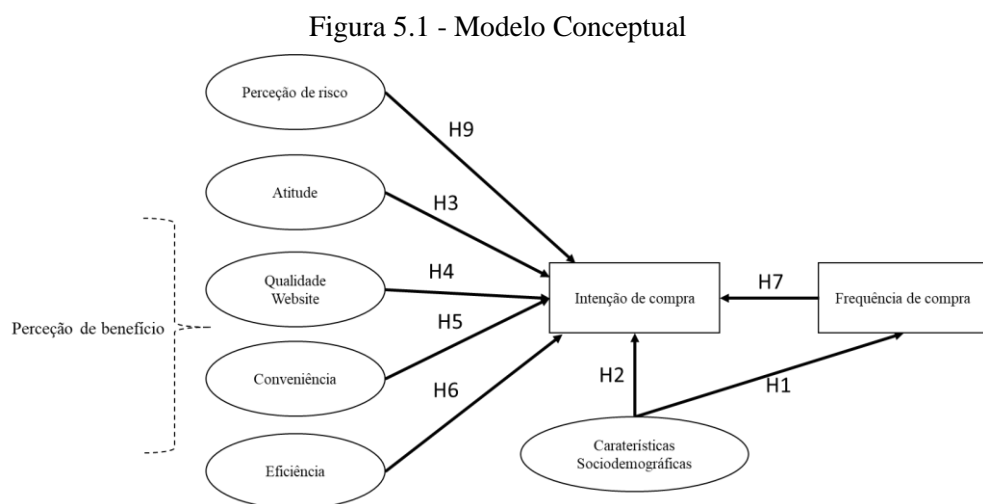 Figura 5.1 - Modelo Conceptual
Perceção de risco
H9
Atitude
H3
Qualidade
Website
H4
Intenção de compra
H7
Frequência de compra
Perceção de benefício
H5
Conveniência
H6
H2
H1
Caraterísticas
Sociodemográficas
Eficiência